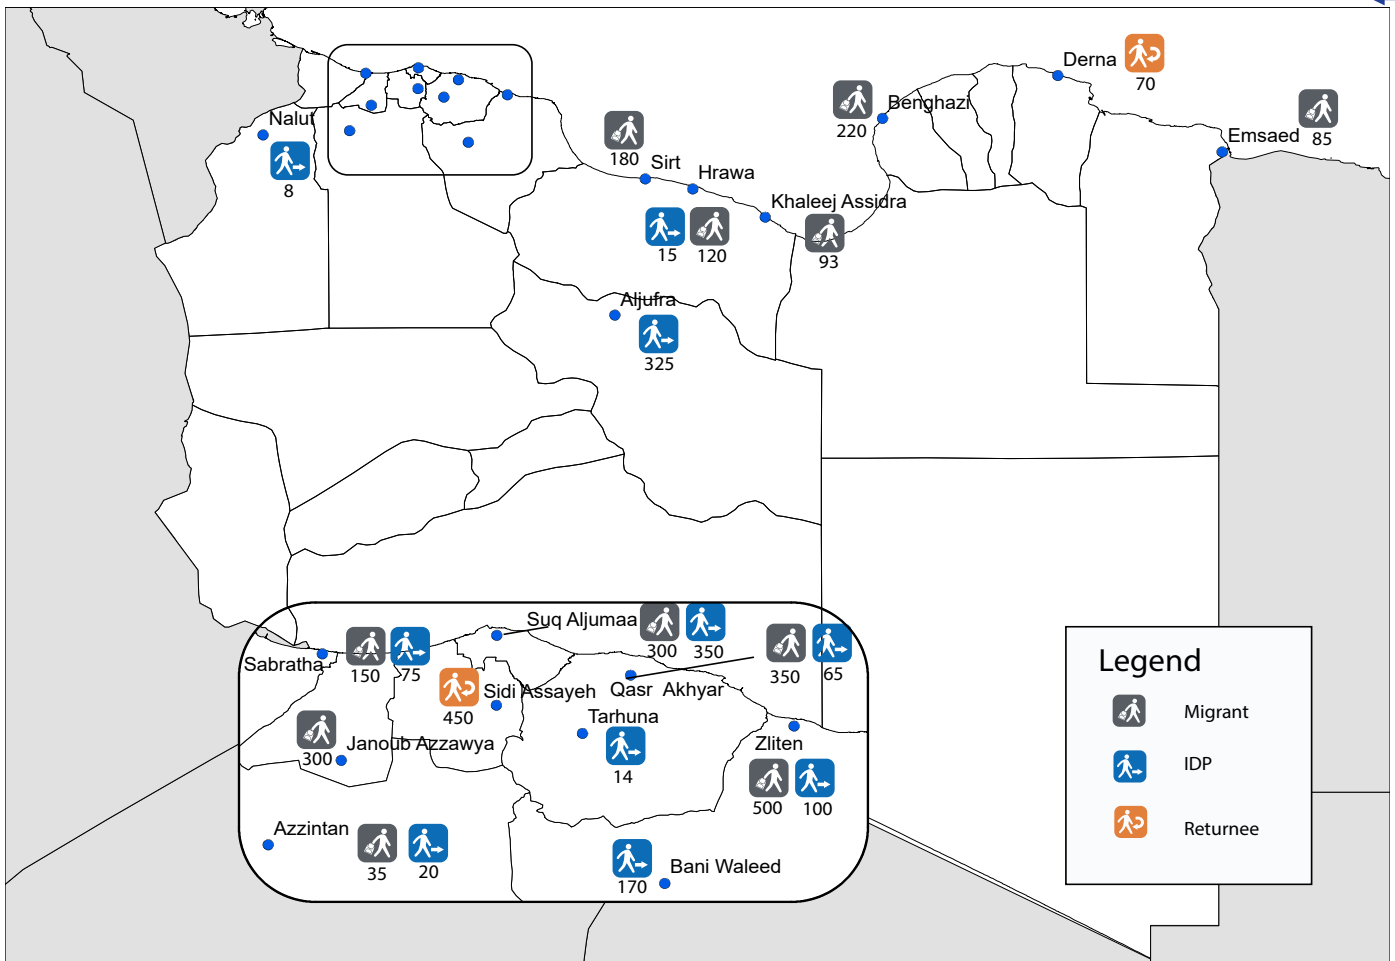 Derna
70
Benghazi
220
Emsaed
85
Nalut
8
180
Sirt
Hrawa
15
120
Khaleej Assidra
93
Aljufra
325
Suq Aljumaa
300
350
Sabratha
150
75
350
65
Sidi Assayeh
450
Qasr Akhyar
Tarhuna
14
Janoub Azzawya
300
Zliten
500
100
Azzintan
35
20
Bani Waleed
170
Legend
Migrant
IDP
Returnee